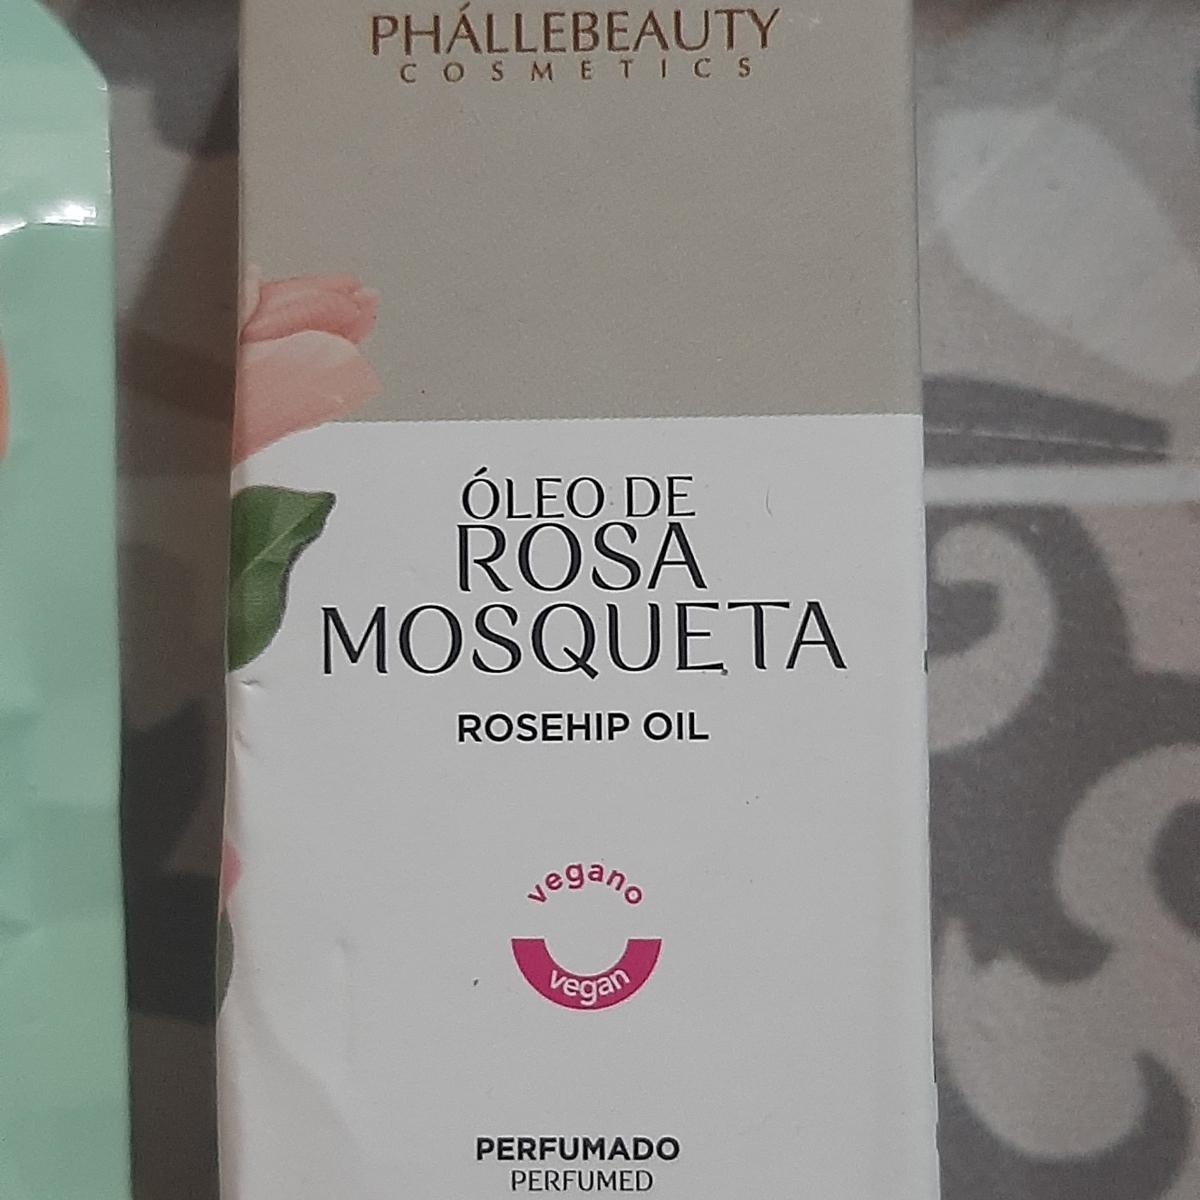 PHÁLLEBEAUTY
COSMETICS
ÓLEO DE
ROSA
MOSQUETA
ROSEHIP OIL
vegano
vegan
PERFUMADO
PERFUMED